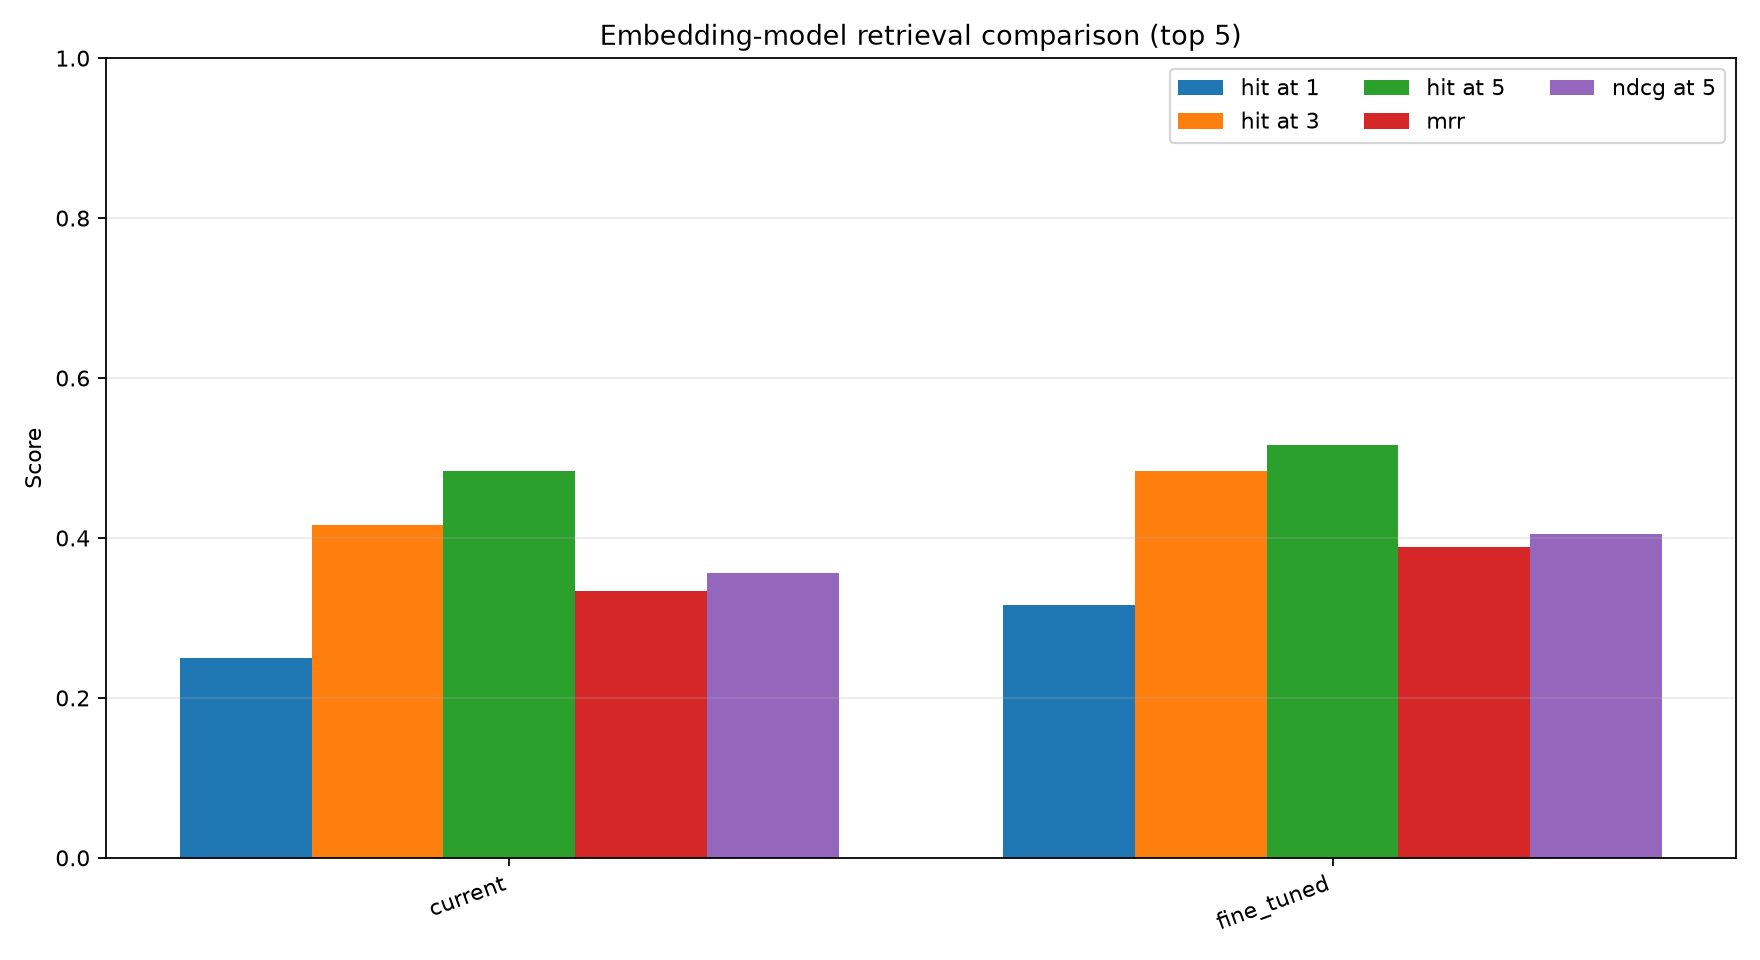 Embedding-model retrieval comparison (top 5)
1.0
0.8
0.6
0.4
0.2
0.0
Score
hit at 1
hit at 3
hit at 5
mrr
ndcg at 5
current
fine_tuned